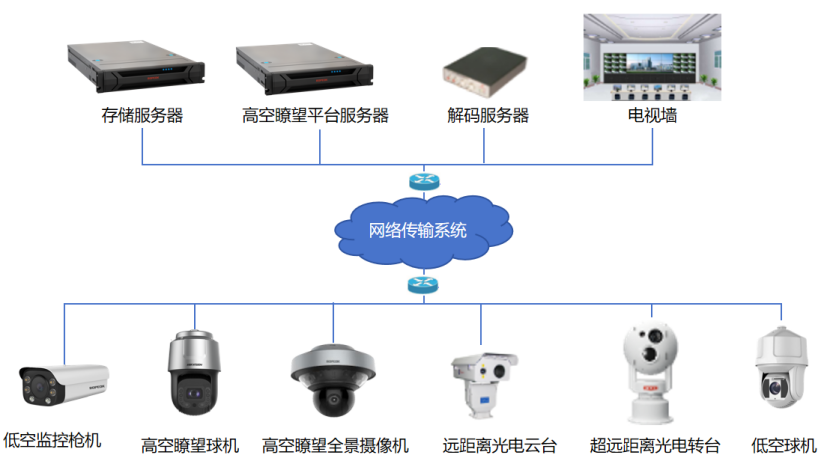 存储服务器
高空瞭望平台服务器
解码服务器
电视墙
网络传输系统
低空监控枪机
高空瞭望球机
高空瞭望全景摄像机
远距离光电云台
超远距离光电转台
低空球机